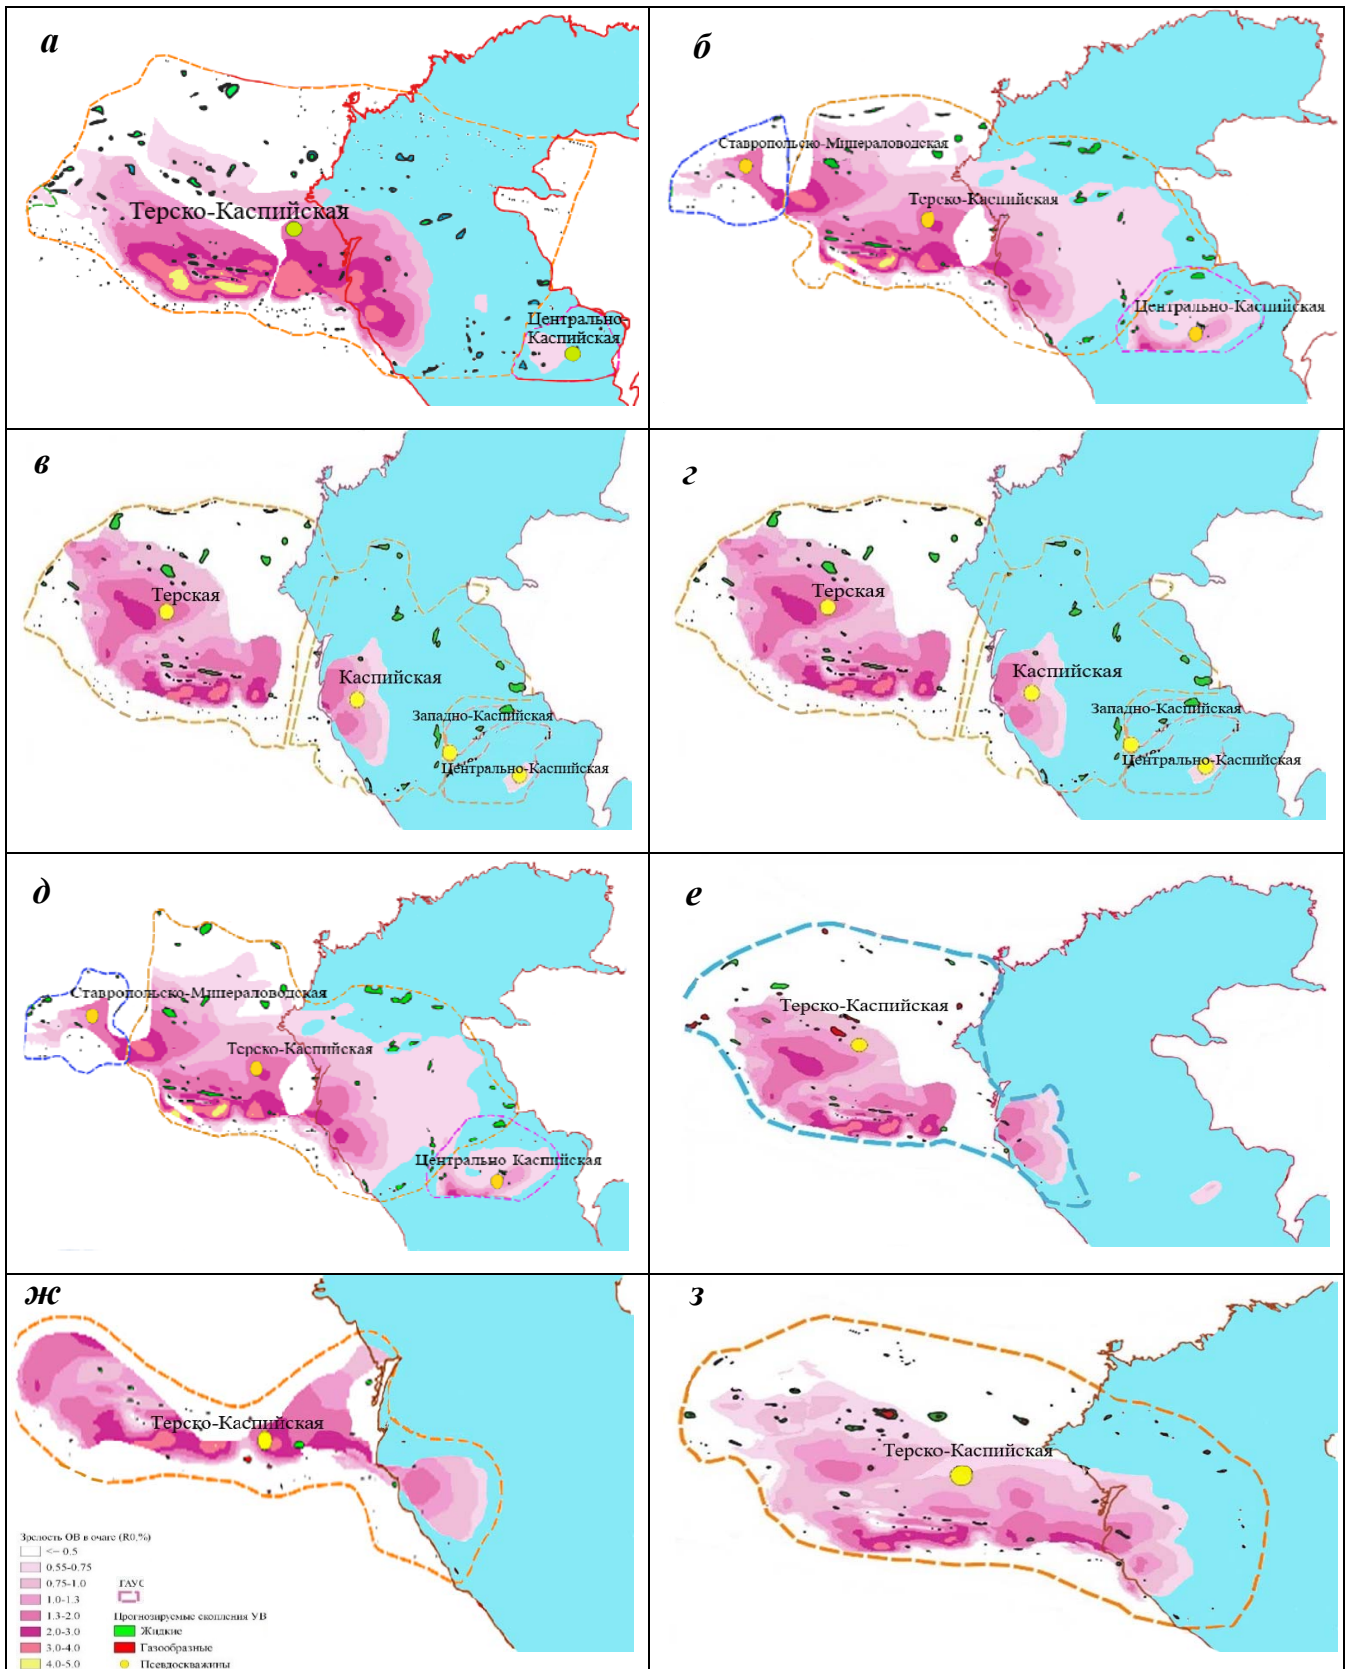 а
Терско-Каспийская
Центрально-
Каспийская
б
Ставропольско-Минераловодская
Терско-Каспийская
Центрально-Каспийская
в
Терская
Каспийская
Западно-Каспийская
Центрально-Каспийская
г
Терская
Каспийская
Западно-Каспийская
Центрально-Каспийская
д
Ставропольско-Минераловодская
Терско-Каспийская
Центрально Каспийская
е
Терско-Каспийская
ж
Терско-Каспийская
Зрелость ОВ в очаге (R0,%)
<= 0.5
0.55-0.75
0.75-1.0
1.0-1.3
1.3-2.0
2.0-3.0
3.0-4.0
4.0-5.0
ГАУС
Прогнозируемые скопления УВ
Жидкие
Газообразные
Псевдоскважины
з
Терско-Каспийская